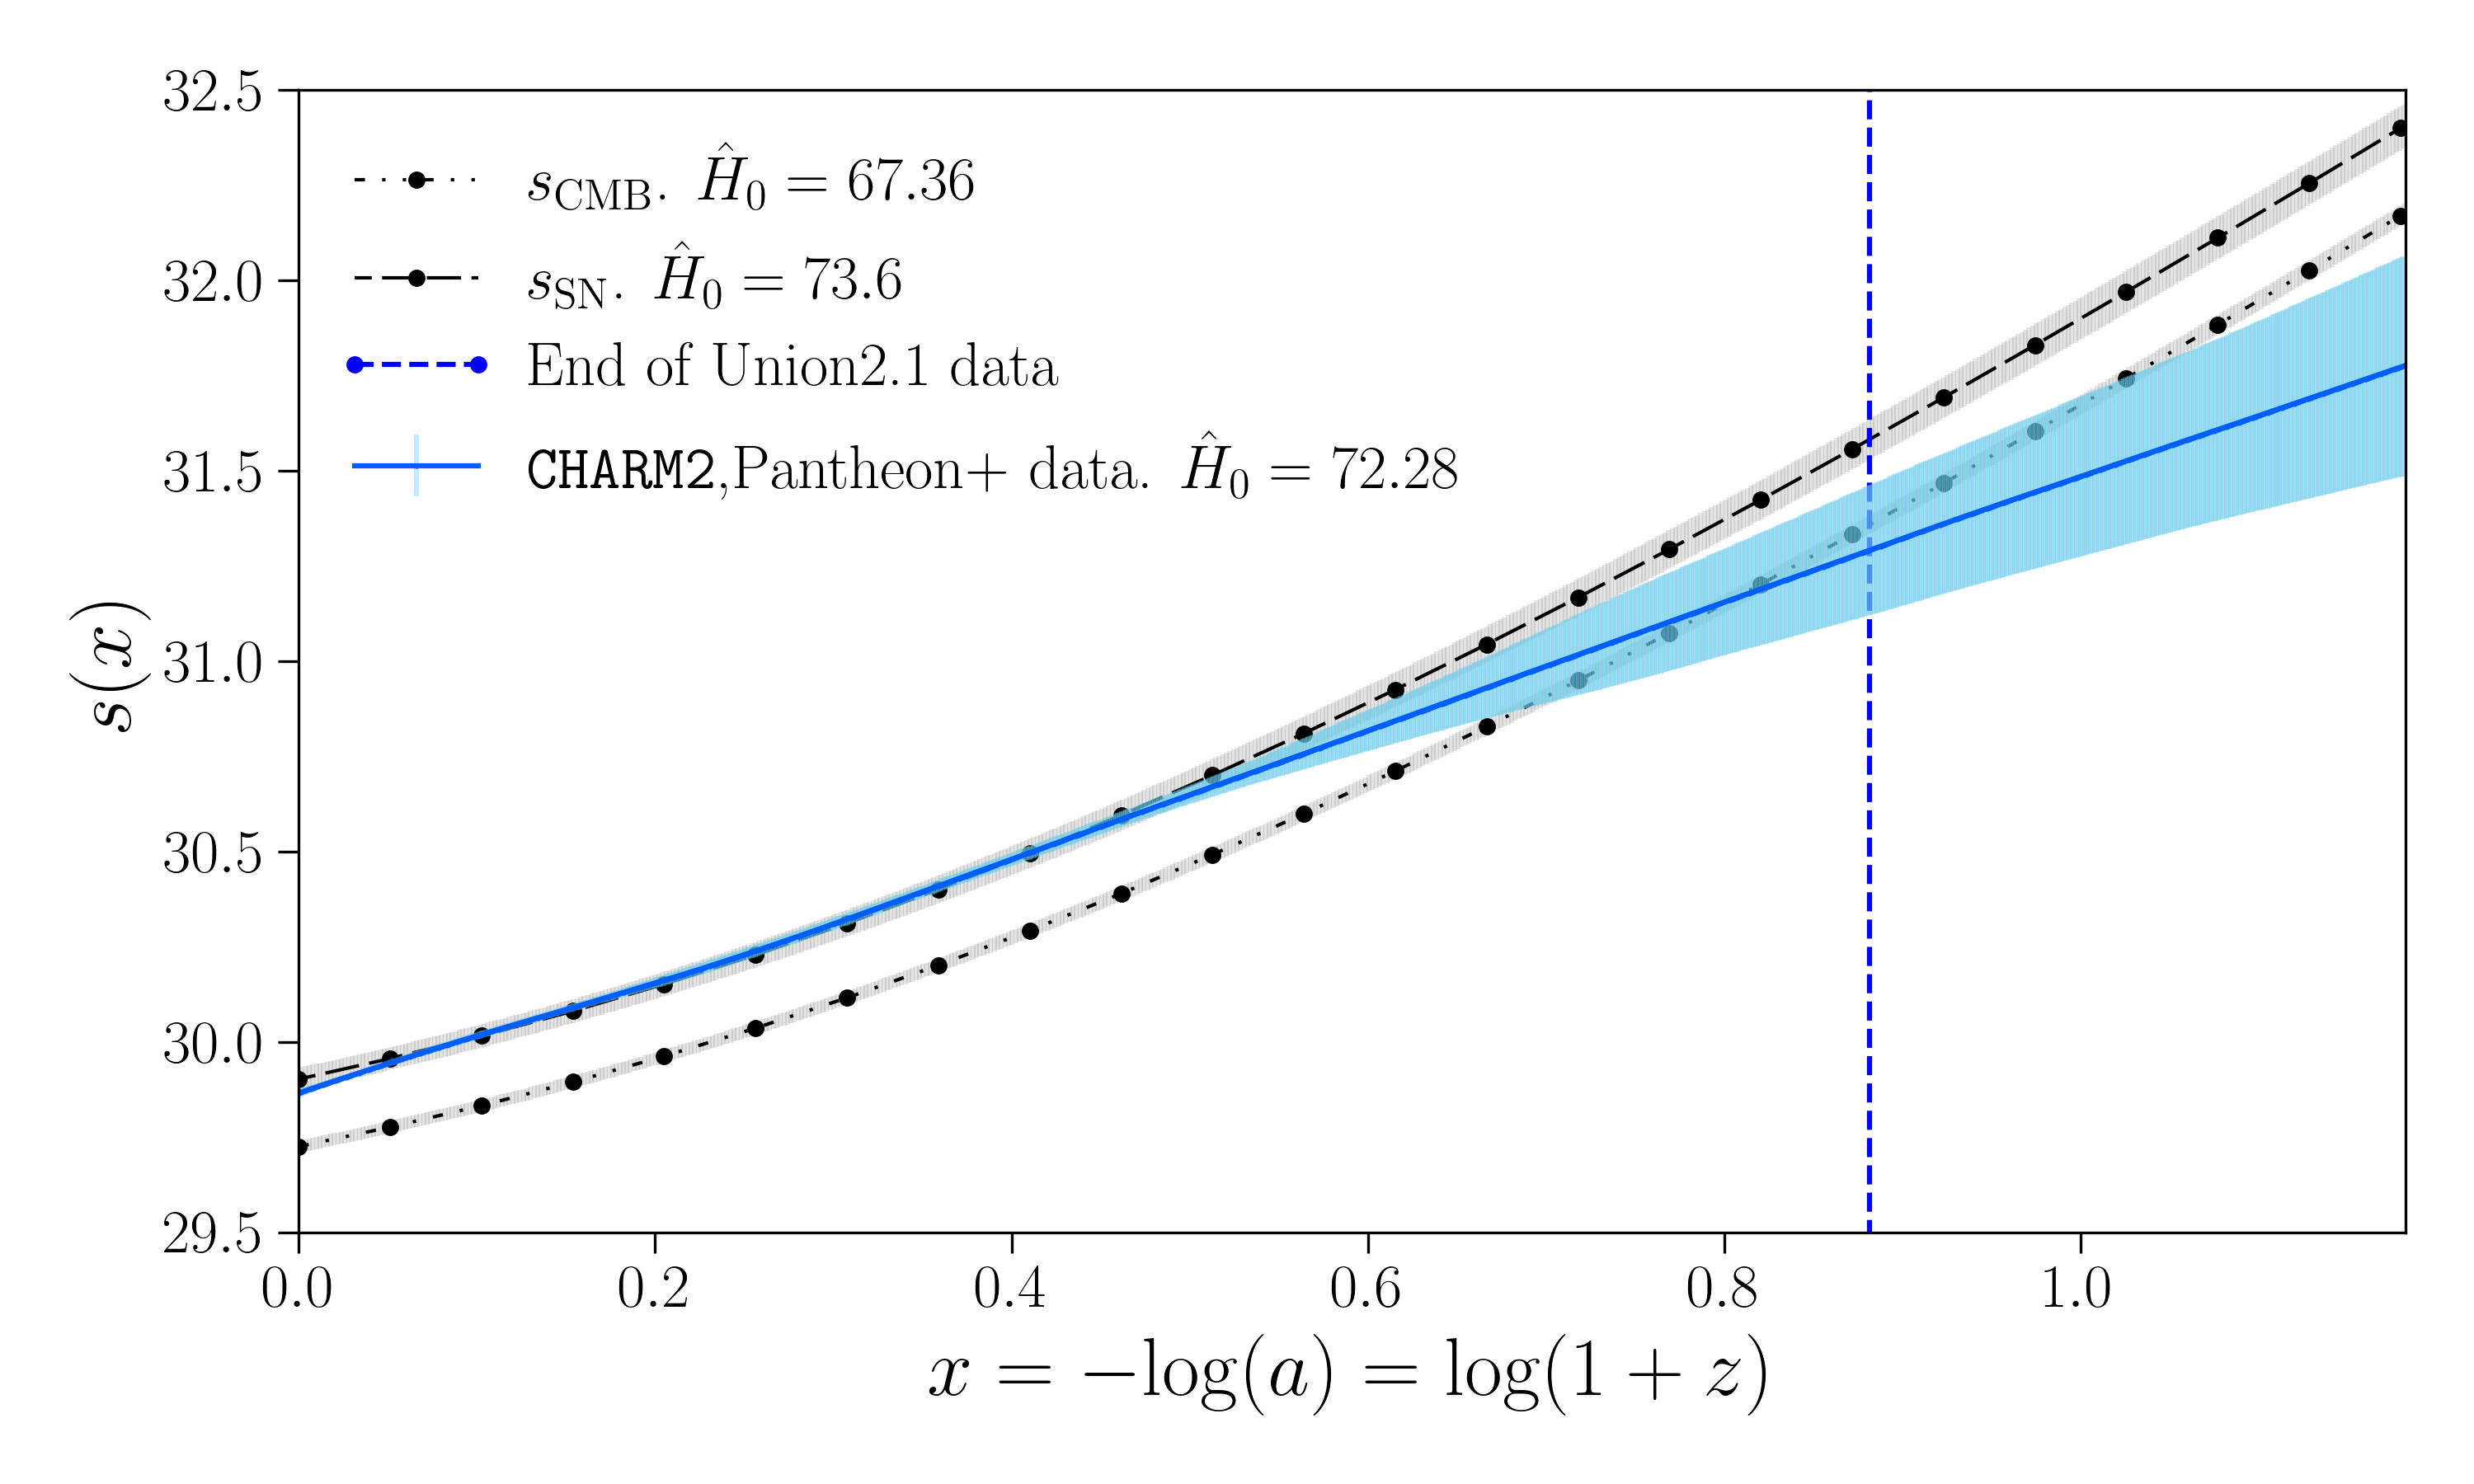 32.5
32.0
31.5
31.0
30.5
30.0
29.5
s(x)
s_CMB. Ĥ_0 = 67.36
s_SN. Ĥ_0 = 73.6
End of Union2.1 data
CHARM2,Pantheon+ data. Ĥ_0 = 72.28
0.0 0.2 0.4 0.6 0.8 1.0
x = −log(a) = log(1 + z)